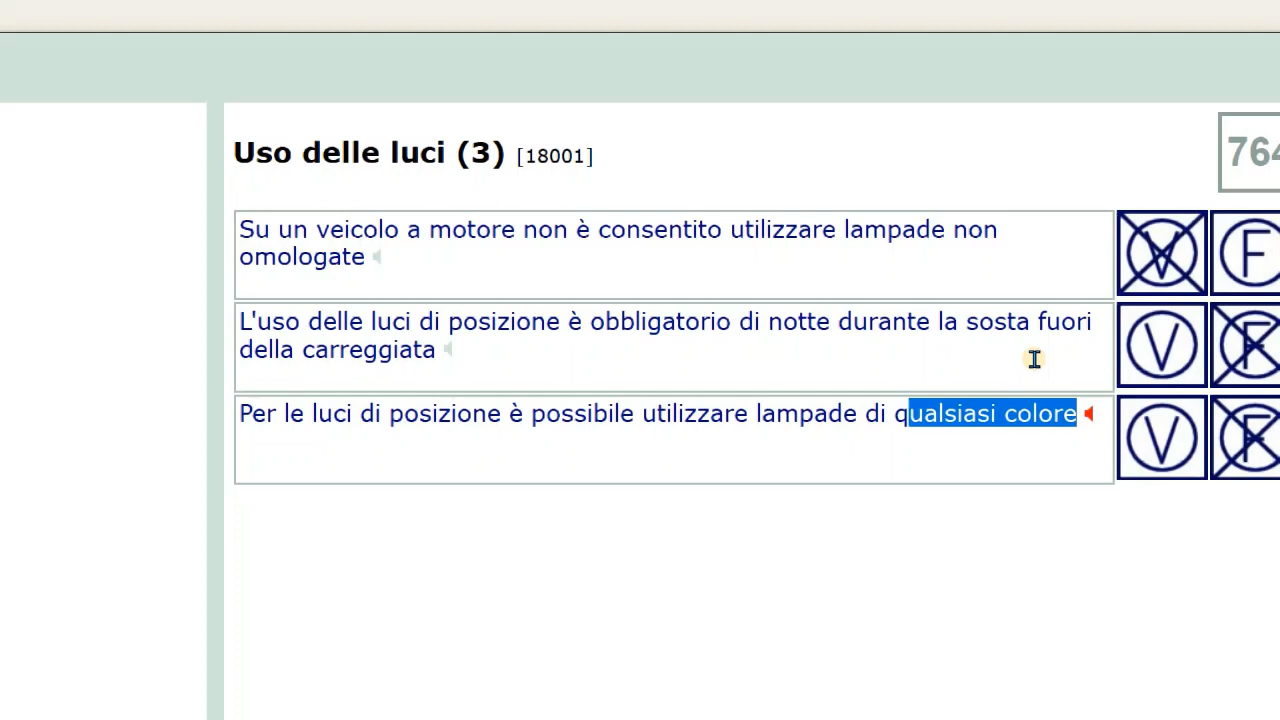 Uso delle luci (3) [18001]
764
Su un veicolo a motore non è consentito utilizzare lampade non
omologate
V F
L'uso delle luci di posizione è obbligatorio di notte durante la sosta fuori
della carreggiata
V F
Per le luci di posizione è possibile utilizzare lampade di qualsiasi colore
V F